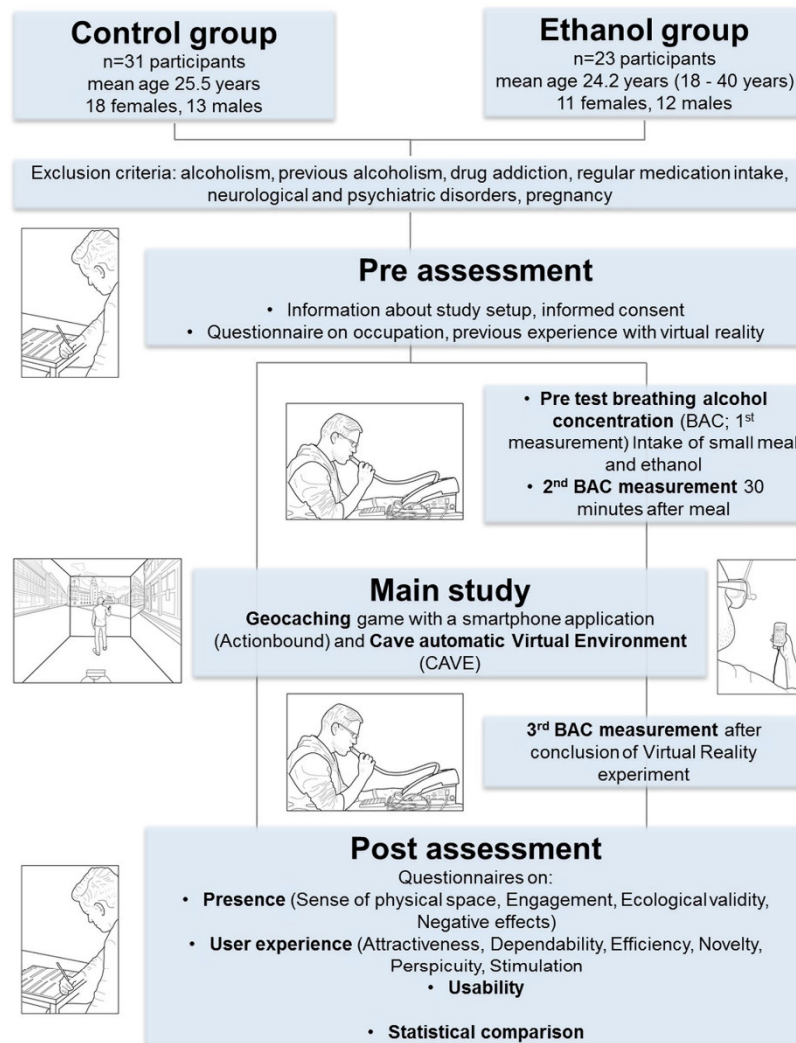 Control group
n=31 participants
mean age 25.5 years
18 females, 13 males
Ethanol group
n=23 participants
mean age 24.2 years (18 - 40 years)
11 females, 12 males
Exclusion criteria: alcoholism, previous alcoholism, drug addiction, regular medication intake,
neurological and psychiatric disorders, pregnancy
Pre assessment
• Information about study setup, informed consent
• Questionnaire on occupation, previous experience with virtual reality
• Pre test breathing alcohol
concentration (BAC; 1st
measurement) Intake of small meal
and ethanol
• 2nd BAC measurement 30
minutes after meal
Main study
Geocaching game with a smartphone application
(Actionbound) and Cave automatic Virtual Environment
(CAVE)
3rd BAC measurement after
conclusion of Virtual Reality
experiment
Post assessment
Questionnaires on:
• Presence (Sense of physical space, Engagement, Ecological validity,
Negative effects)
• User experience (Attractiveness, Dependability, Efficiency, Novelty,
Perspicuity, Stimulation
• Usability
• Statistical comparison